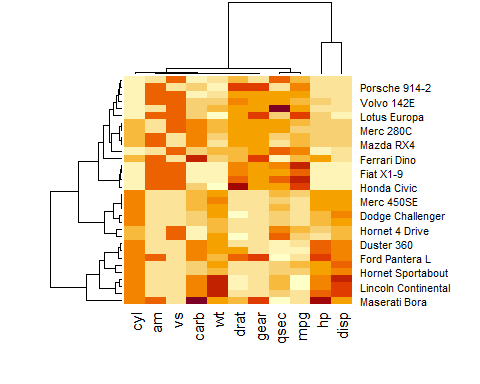 Porsche 914-2
Volvo 142E
Lotus Europa
Merc 280C
Mazda RX4
Ferrari Dino
Fiat X1-9
Honda Civic
Merc 450SE
Dodge Challenger
Hornet 4 Drive
Duster 360
Ford Pantera L
Hornet Sportabout
Lincoln Continental
Maserati Bora
cyl am vs carb wt drat gear qsec mpg hp disp